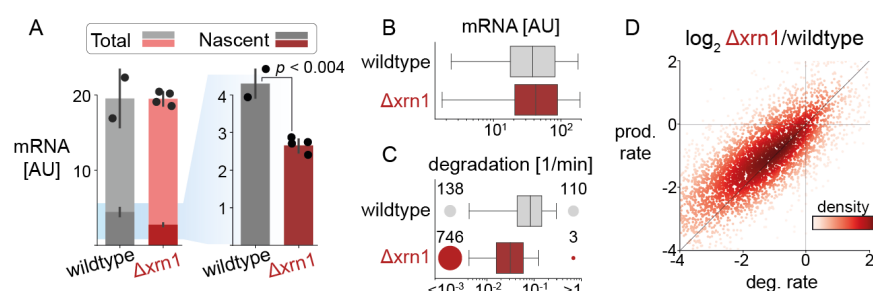 A
Total Nascent
mRNA
[AU]
20
10
wildtype
Δxrn1
p < 0.004
4
3
2
1
wildtype
Δxrn1
B
mRNA [AU]
wildtype
Δxrn1
10¹ 10²
C
degradation [1/min]
138 110
wildtype
746 3
Δxrn1
<10⁻³ 10⁻² 10⁻¹ >1
D
log₂ Δxrn1/wildtype
2
prod.
rate
0
-2
-4
density
-4 -2 0 2
deg. rate